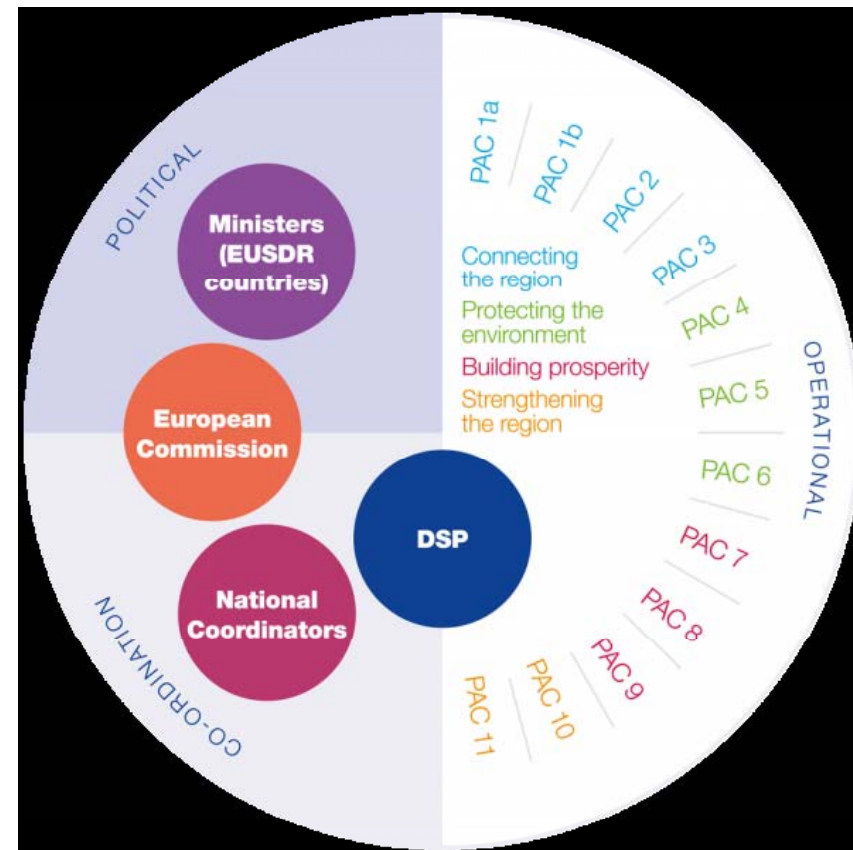 POLITICAL
Ministers
(EUSDR
countries)
European
Commission
National
Coordinators
CO-ORDINATION
DSP
Connecting
the region
Protecting the
environment
Building prosperity
Strengthening
the region
PAC 1a
PAC 1b
PAC 2
PAC 3
PAC 4
PAC 5
PAC 6
PAC 7
PAC 8
PAC 9
PAC 10
PAC 11
OPERATIONAL